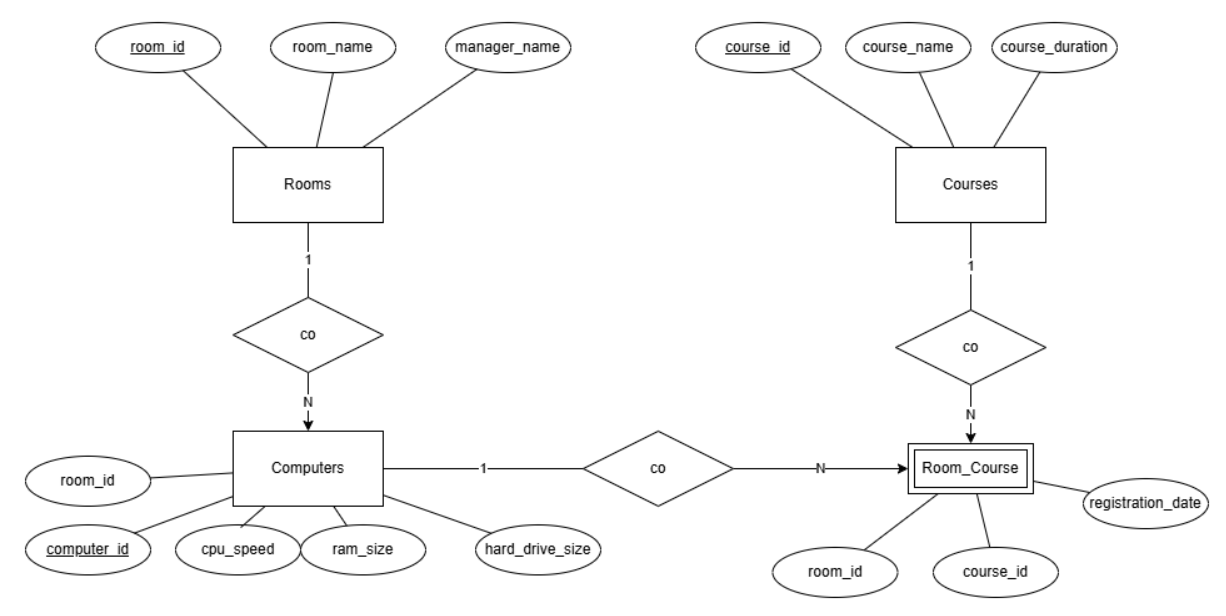 room_id
room_name
manager_name
course_id
course_name
course_duration
Rooms
Courses
1
1
co
co
N
N
Computers
1
co
N
Room_Course
room_id
computer_id
cpu_speed
ram_size
hard_drive_size
registration_date
room_id
course_id